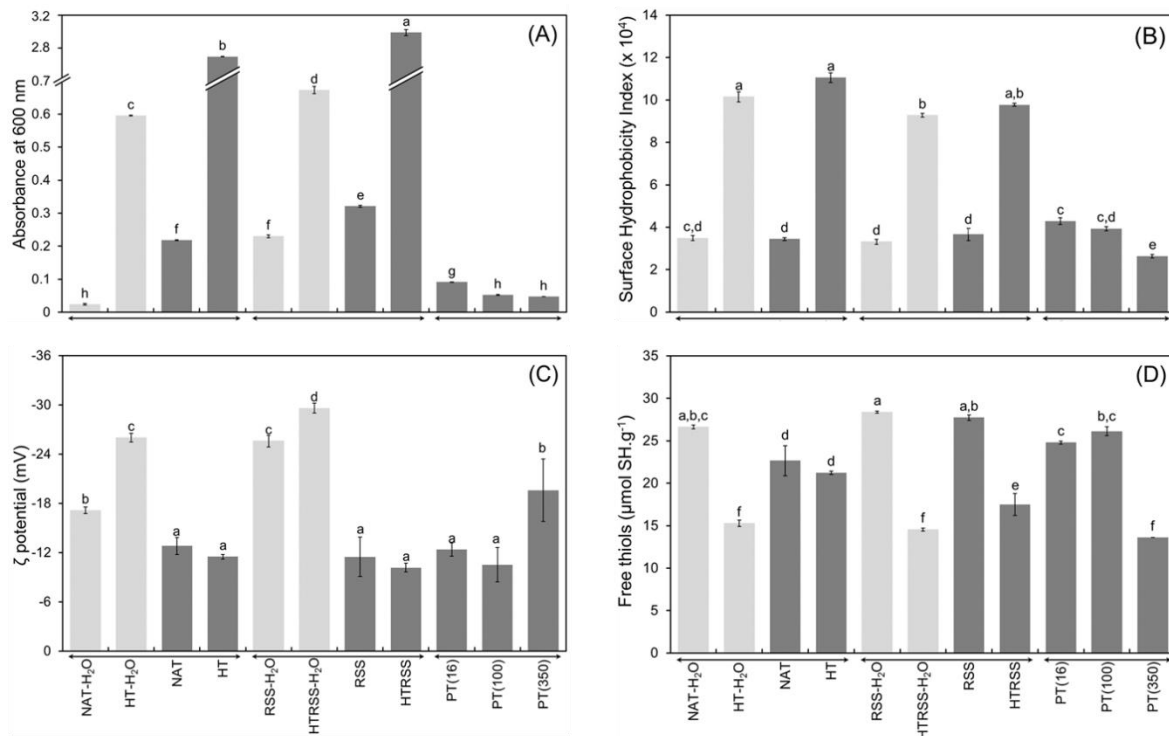 (A)
Absorbance at 600 nm
3.2
2.8
0.7
0.6
0.5
0.4
0.3
0.2
0.1
0
h
c
f
b
f
d
e
a
g
h
h
(B)
Surface Hydrophobicity Index (x 10⁴)
14
12
10
8
6
4
2
0
c,d
a
d
a
d
b
d
a,b
c
c,d
e
(C)
ζ potential (mV)
-36
-30
-24
-18
-12
-6
0
b
c
a
a
c
d
a
a
a
a
b
NAT-H₂O
HT-H₂O
NAT
HT
RSS-H₂O
HTRSS-H₂O
RSS
HTRSS
PT(16)
PT(100)
PT(350)
(D)
Free thiols (µmol SH.g⁻¹)
35
30
25
20
15
10
5
0
a,b,c
f
d
d
a
f
a,b
e
c
b,c
f
NAT-H₂O
HT-H₂O
NAT
HT
RSS-H₂O
HTRSS-H₂O
RSS
HTRSS
PT(16)
PT(100)
PT(350)